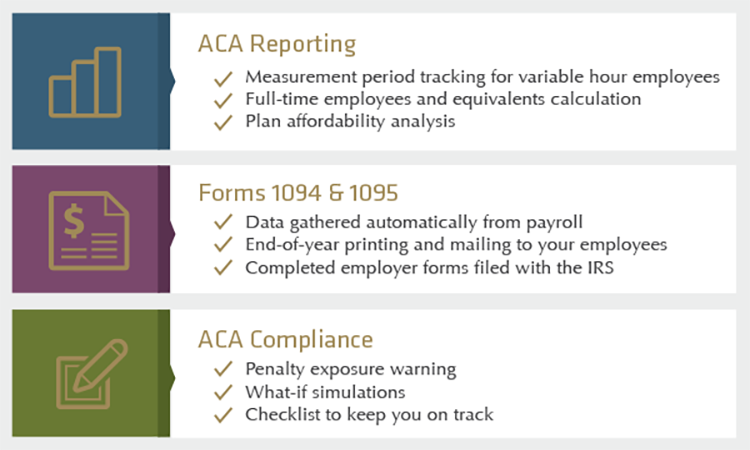 ACA Reporting
Measurement period tracking for variable hour employees
Full-time employees and equivalents calculation
Plan affordability analysis
$
Forms 1094 & 1095
Data gathered automatically from payroll
End-of-year printing and mailing to your employees
Completed employer forms filed with the IRS
ACA Compliance
Penalty exposure warning
What-if simulations
Checklist to keep you on track